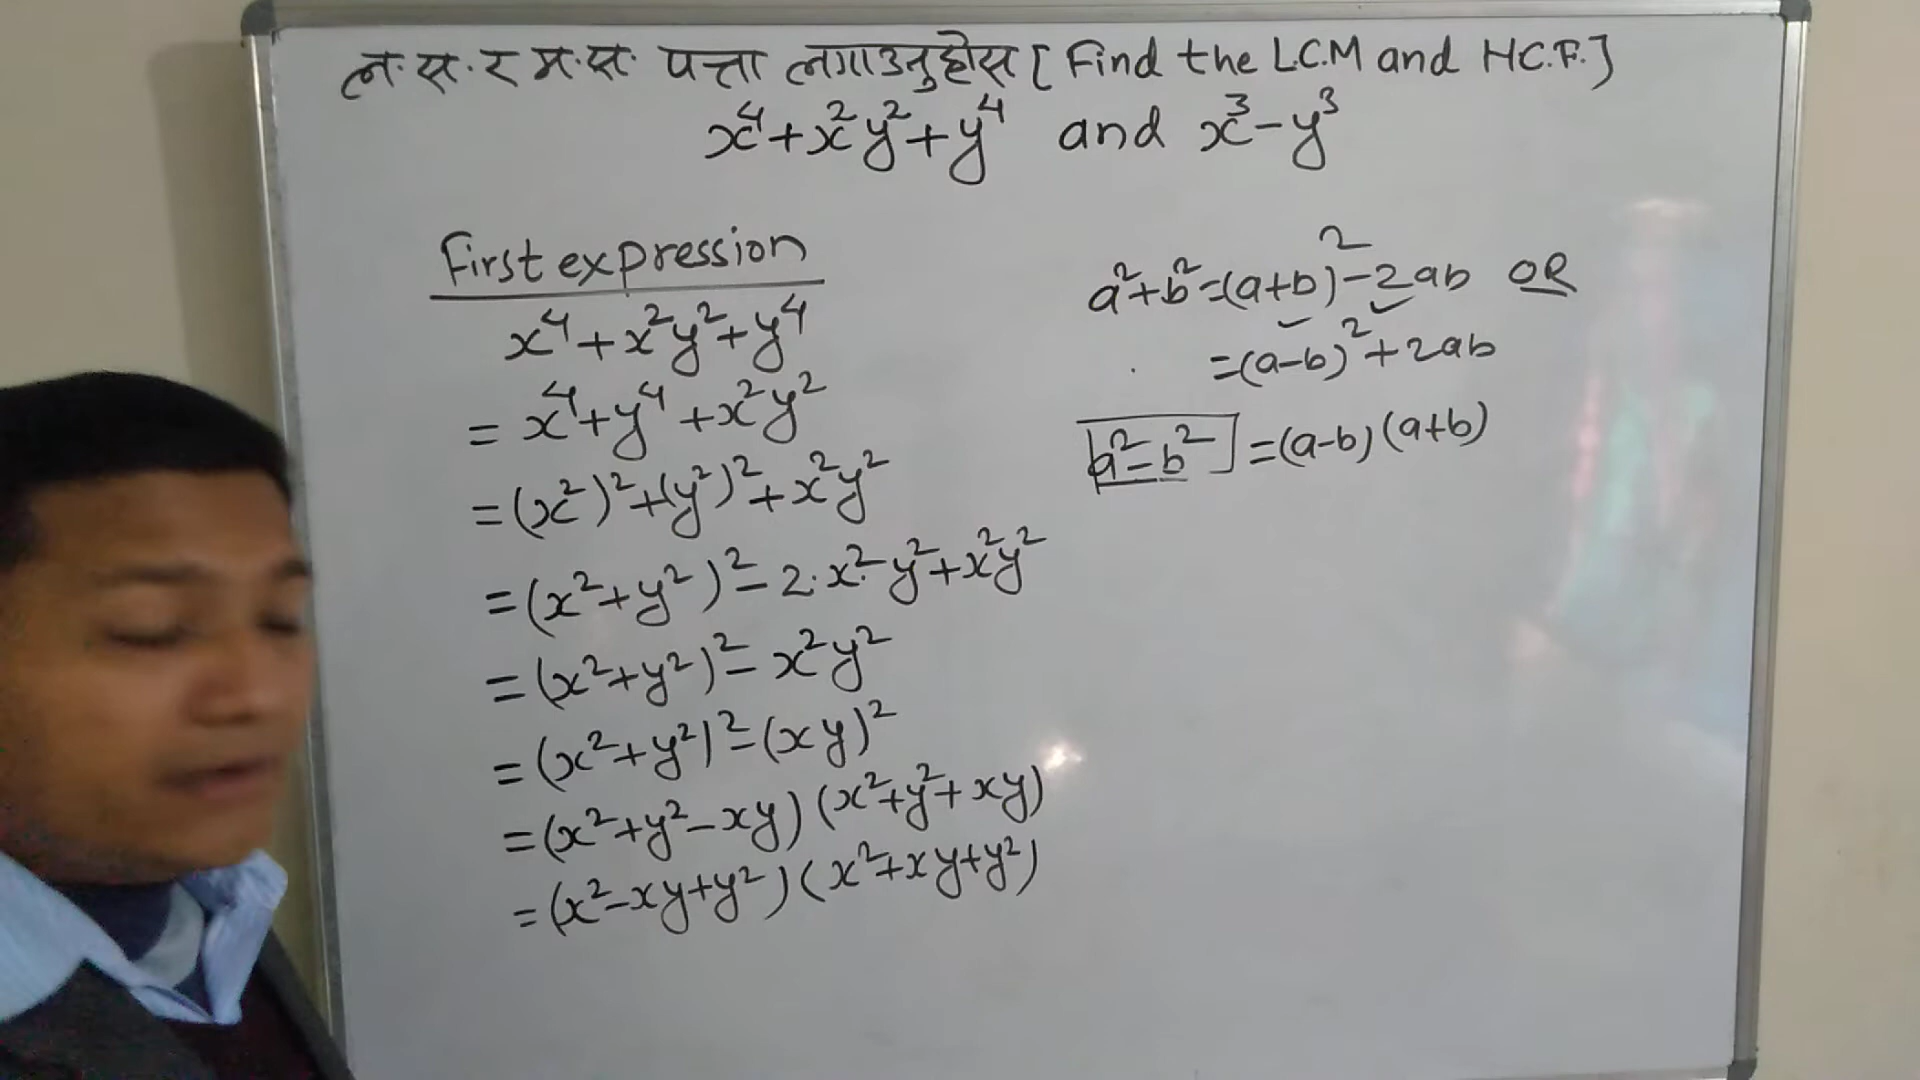 ल.स.र म.स. पत्ता लगाउनुहोस [Find the L.C.M and H.C.F.]
x⁴+x²y²+y⁴ and x³-y³
First expression
x⁴+x²y²+y⁴
= x⁴+y⁴+x²y²
= (x²)²+(y²)²+x²y²
= (x²+y²)²-2.x².y²+x²y²
= (x²+y²)²-x²y²
= (x²+y²)²-(xy)²
= (x²+y²-xy)(x²+y²+xy)
= (x²-xy+y²)(x²+xy+y²)
a²+b²=(a+b)²-2ab OR
=(a-b)²+2ab
a²-b²=(a-b)(a+b)